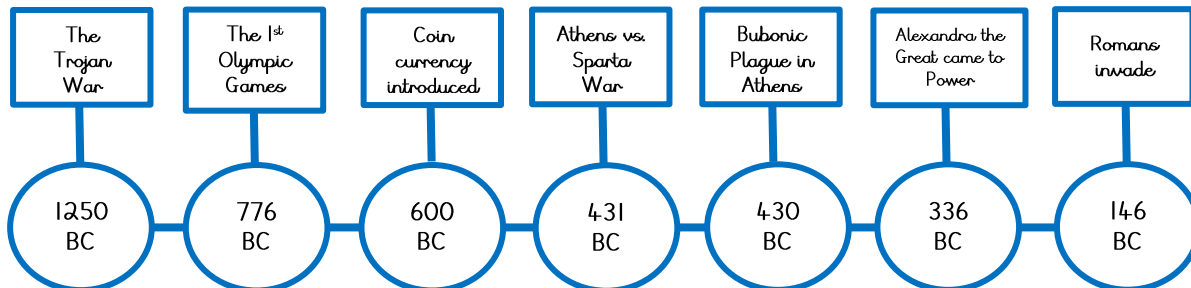 The
Trojan
War
The 1st
Olympic
Games
Coin
currency
introduced
Athens vs.
Sparta
War
Bubonic
Plague in
Athens
Alexandra the
Great came to
Power
Romans
invade
1250
BC
776
BC
600
BC
431
BC
430
BC
336
BC
146
BC